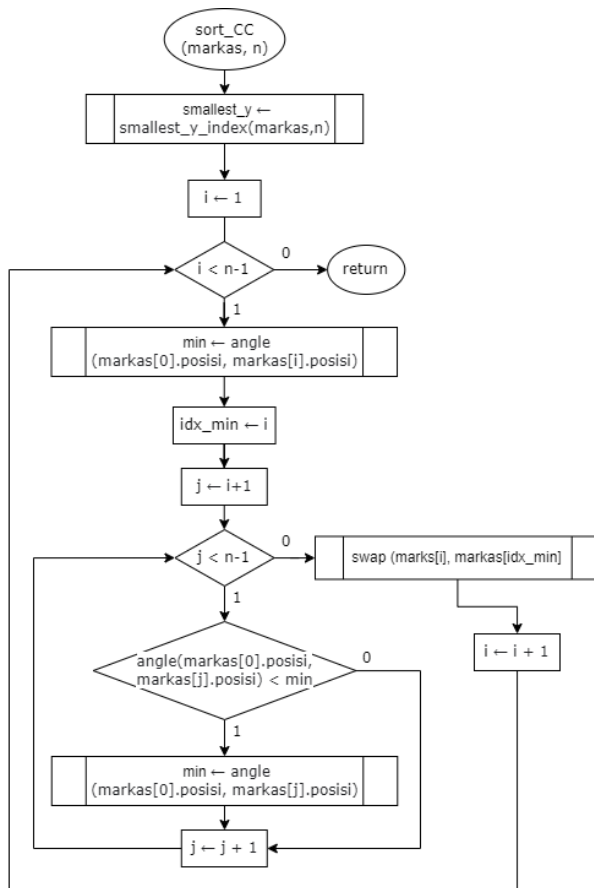 sort_CC
(markas, n)
smallest_y ←
smallest_y_index(markas,n)
i ← 1
i < n-1
0
return
1
min ← angle
(markas[0].posisi, markas[i].posisi)
idx_min ← i
j ← i+1
j < n-1
0
swap (marks[i], markas[idx_min]
1
i ← i + 1
angle(markas[0].posisi,
markas[j].posisi) < min
0
1
min ← angle
(markas[0].posisi, markas[j].posisi)
j ← j + 1